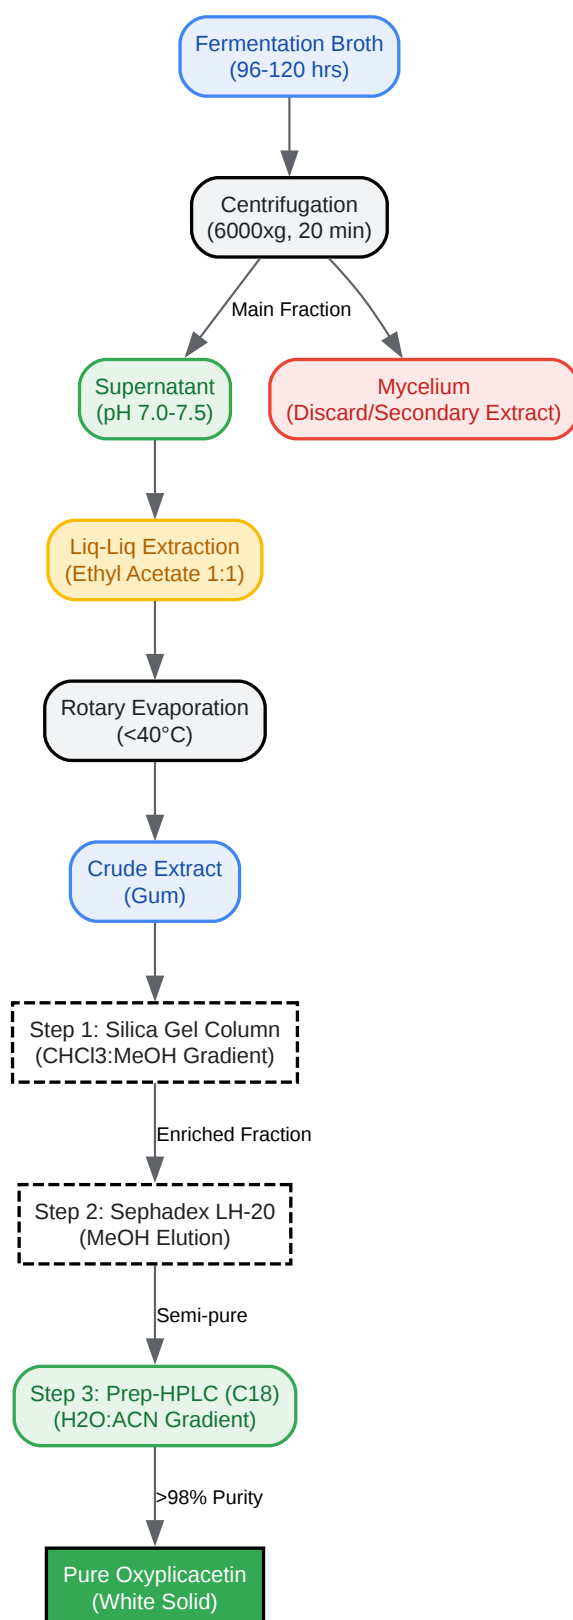 Fermentation Broth
(96-120 hrs)
Centrifugation
(6000xg, 20 min)
Main Fraction
Supernatant
(pH 7.0-7.5)
Mycelium
(Discard/Secondary Extract)
Liq-Liq Extraction
(Ethyl Acetate 1:1)
Rotary Evaporation
(<40°C)
Crude Extract
(Gum)
Step 1: Silica Gel Column
(CHCl3:MeOH Gradient)
Enriched Fraction
Step 2: Sephadex LH-20
(MeOH Elution)
Semi-pure
Step 3: Prep-HPLC (C18)
(H2O:ACN Gradient)
>98% Purity
Pure Oxyplicacetin
(White Solid)